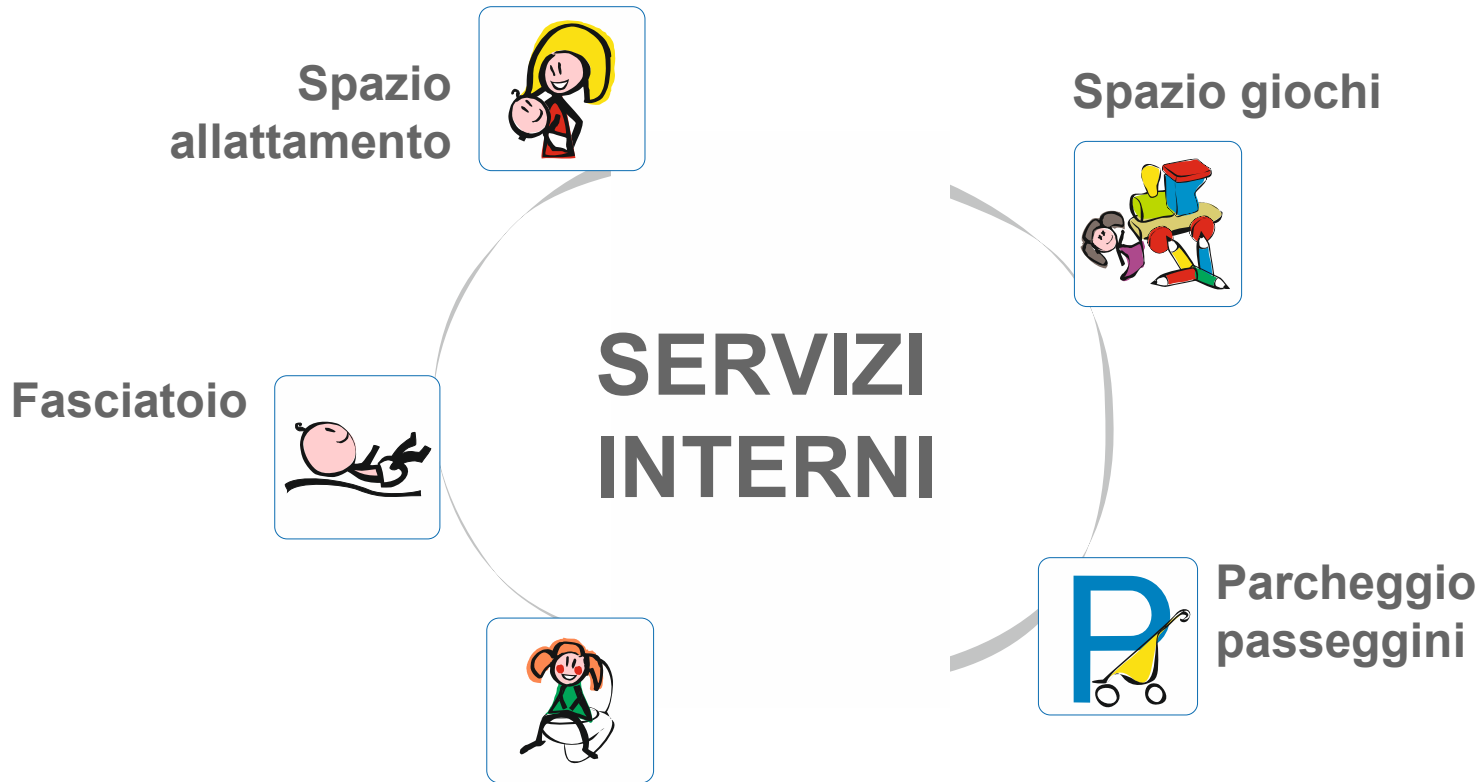 Spazio
allattamento
Spazio giochi
SERVIZI
INTERNI
Fasciatoio
P
Parcheggio
passeggini